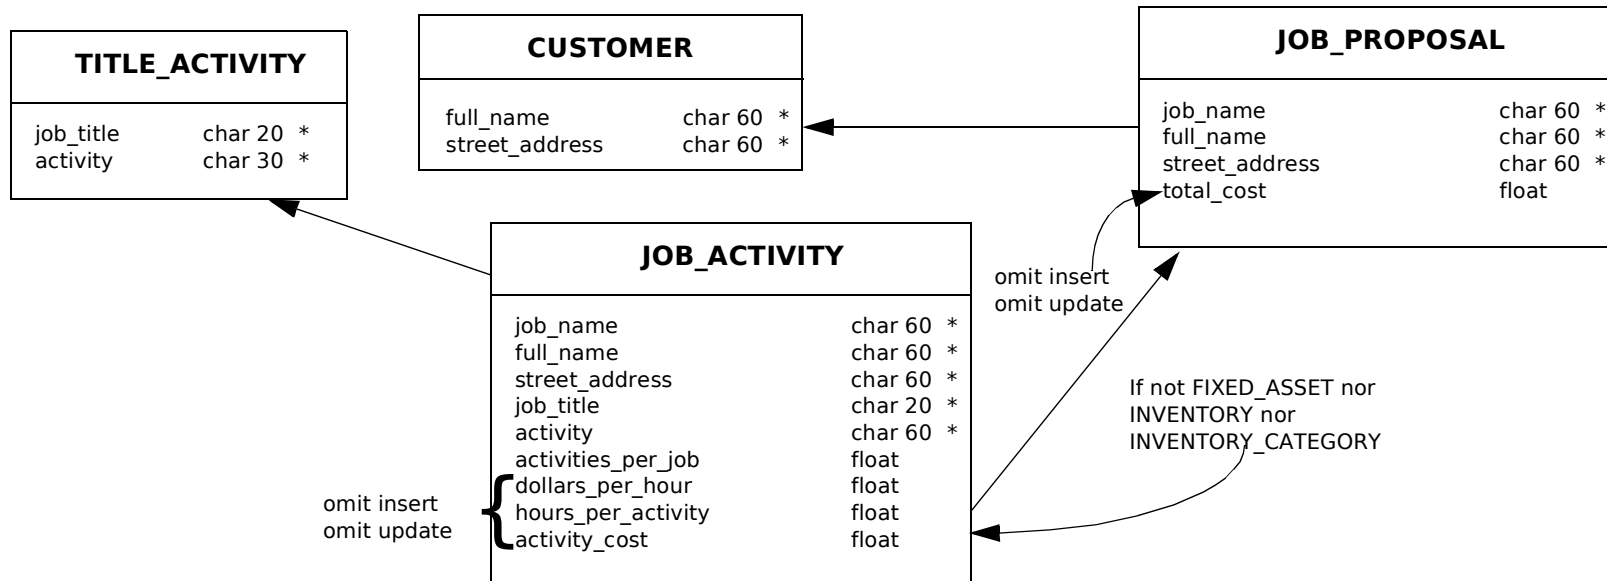 TITLE_ACTIVITY
job_title char 20 *
activity char 30 *
CUSTOMER
full_name char 60 *
street_address char 60 *
JOB_PROPOSAL
job_name char 60 *
full_name char 60 *
street_address char 60 *
total_cost float
omit insert
omit update
JOB_ACTIVITY
job_name char 60 *
full_name char 60 *
street_address char 60 *
job_title char 20 *
activity char 60 *
activities_per_job float
dollars_per_hour float
hours_per_activity float
activity_cost float
omit insert
omit update
If not FIXED_ASSET nor
INVENTORY nor
INVENTORY_CATEGORY